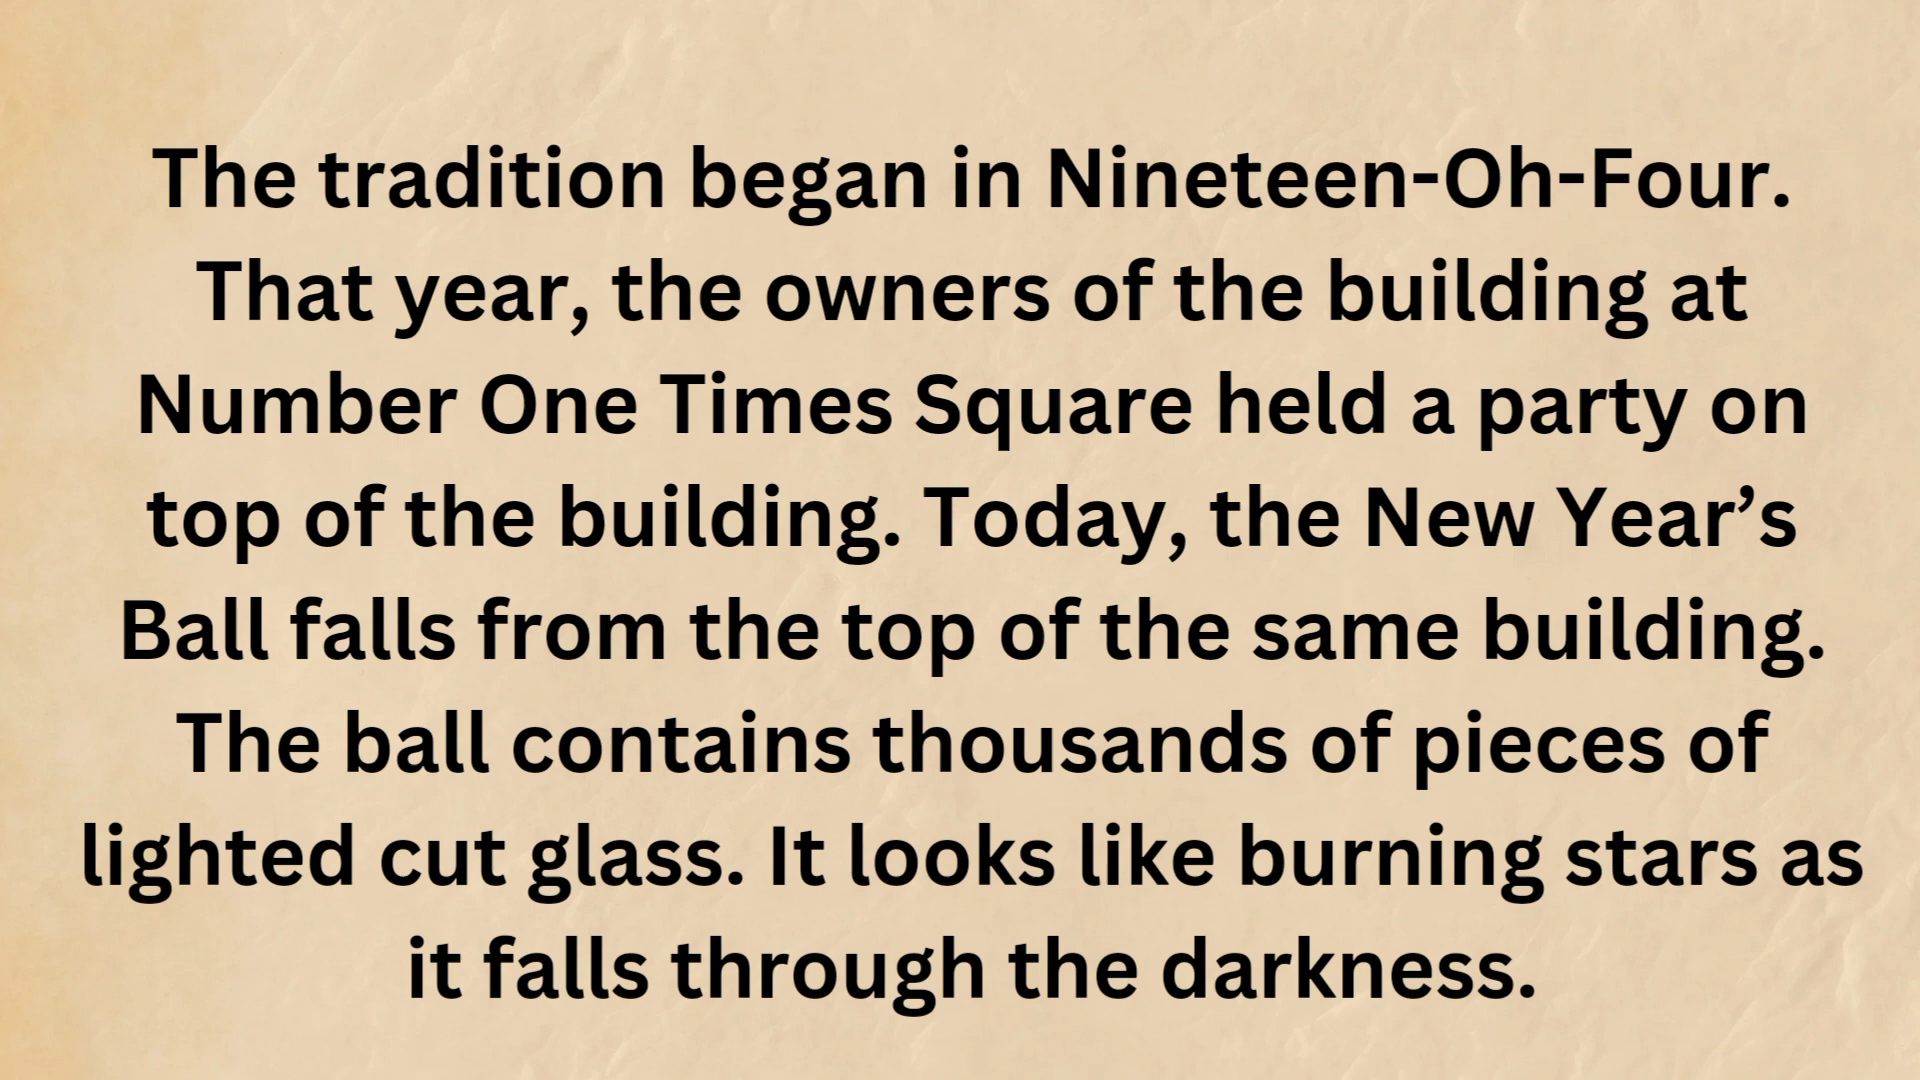 The tradition began in Nineteen-Oh-Four.
That year, the owners of the building at
Number One Times Square held a party on
top of the building. Today, the New Year’s
Ball falls from the top of the same building.
The ball contains thousands of pieces of
lighted cut glass. It looks like burning stars as
it falls through the darkness.